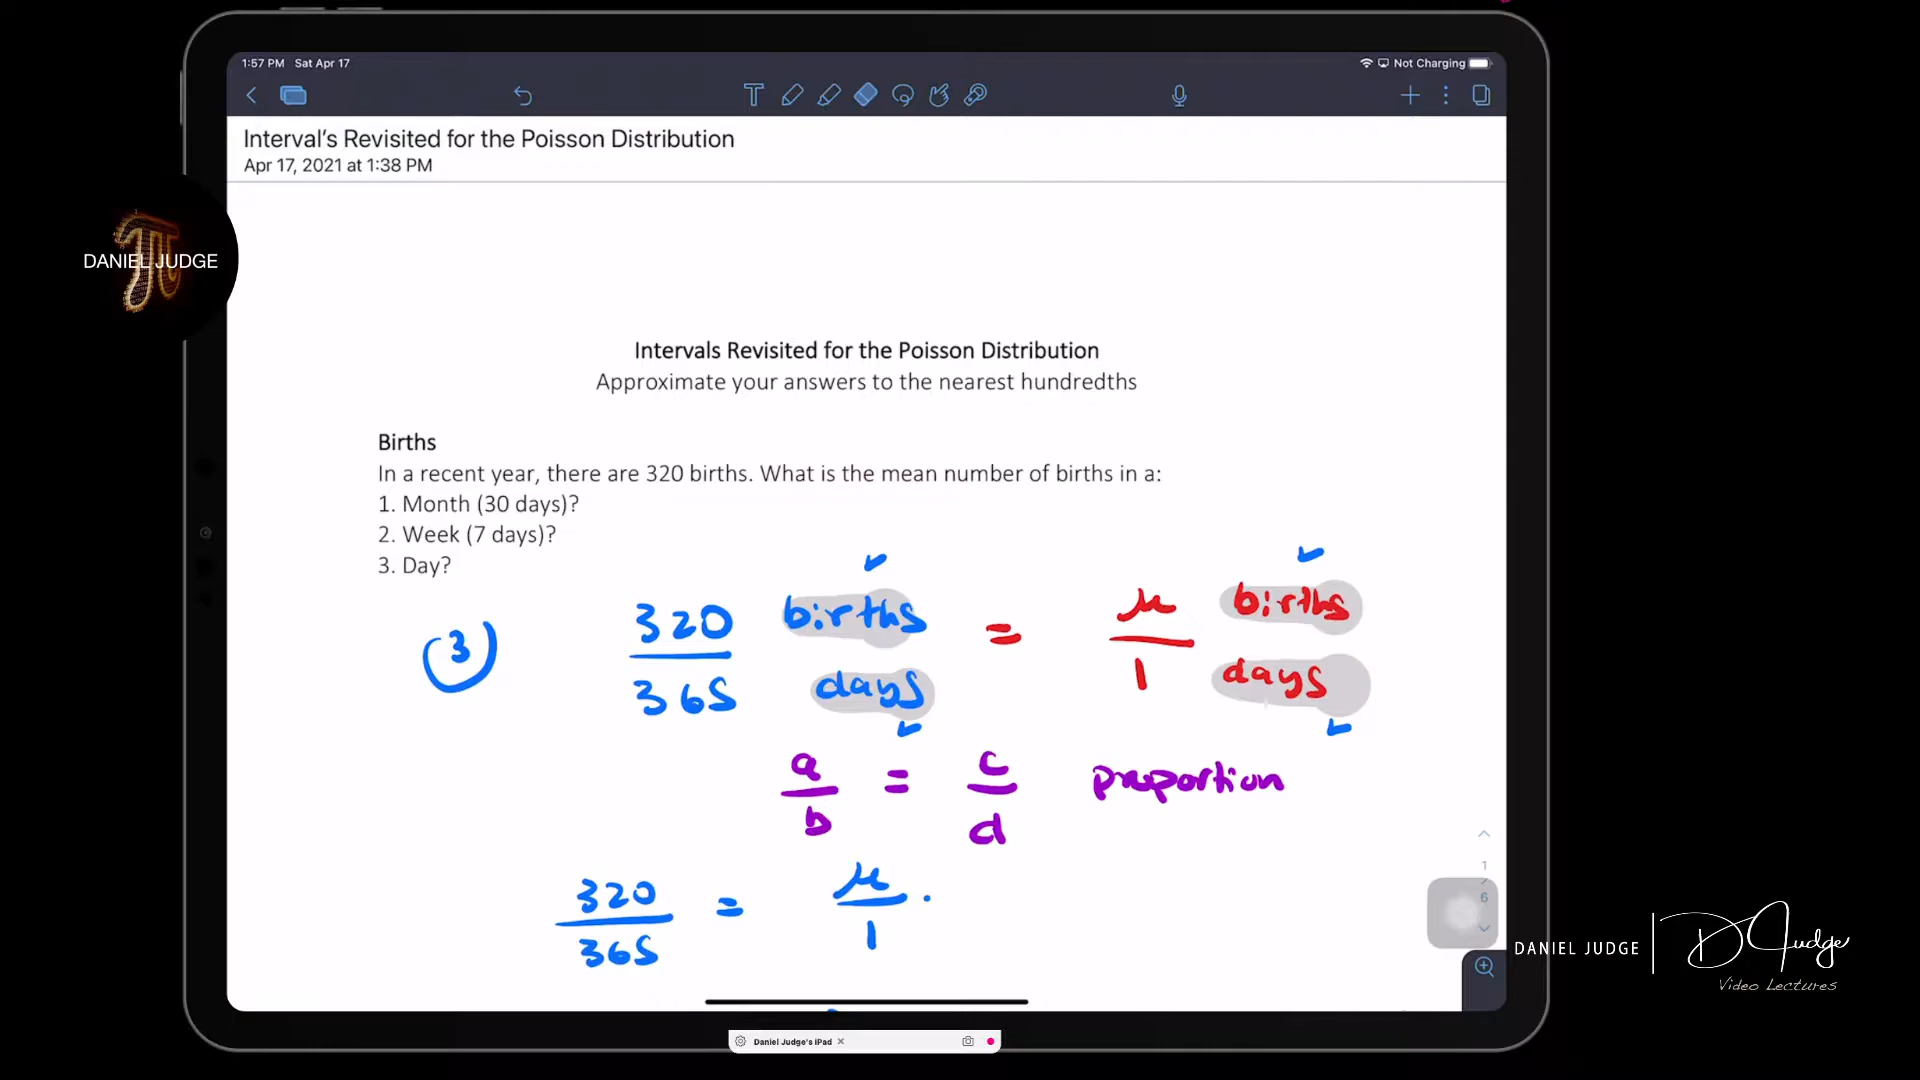 1:57 PM Sat Apr 17
Not Charging
Interval's Revisited for the Poisson Distribution
Apr 17, 2021 at 1:38 PM
DANIEL JUDGE
Intervals Revisited for the Poisson Distribution
Approximate your answers to the nearest hundredths
Births
In a recent year, there are 320 births. What is the mean number of births in a:
1. Month (30 days)?
2. Week (7 days)?
3. Day?
3
320 births = μ births
365 days 1 days
a = c proportion
b d
320 = μ .
365 1
1
6
DANIEL JUDGE
DJudge
Video Lectures
Daniel Judge's iPad